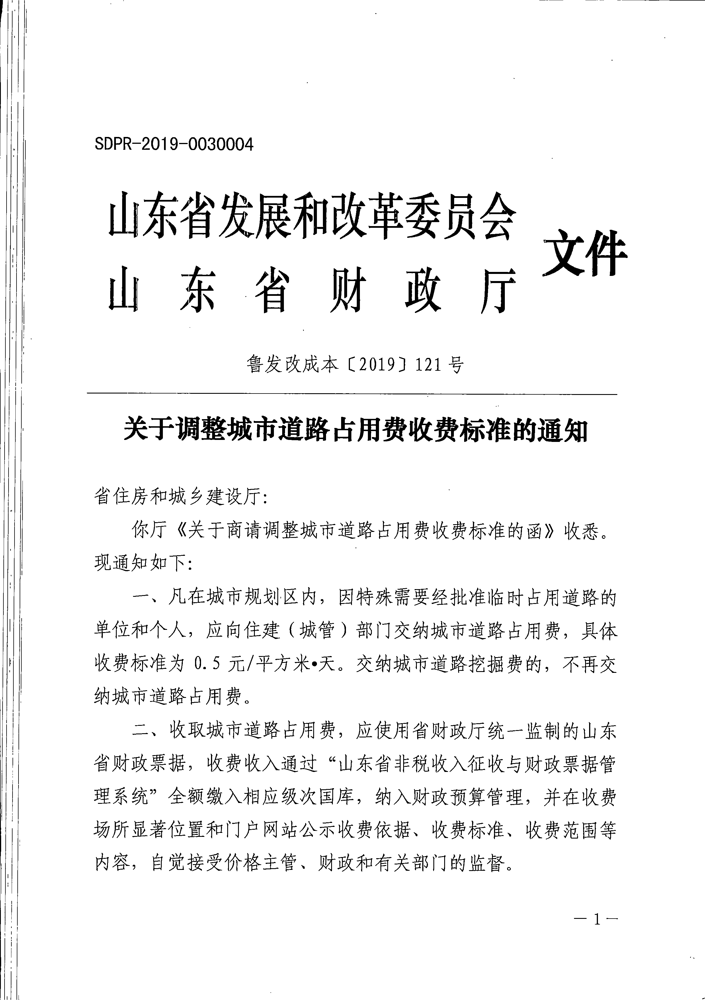 SDPR-2019-0030004
山东省发展和改革委员会
山东省财政厅
文件
鲁发改成本〔2019〕121号
关于调整城市道路占用费收费标准的通知
省住房和城乡建设厅：
你厅《关于商请调整城市道路占用费收费标准的函》收悉。
现通知如下：
一、凡在城市规划区内，因特殊需要经批准临时占用道路的
单位和个人，应向住建（城管）部门交纳城市道路占用费，具体
收费标准为 0.5 元/平方米•天。交纳城市道路挖掘费的，不再交
纳城市道路占用费。
二、收取城市道路占用费，应使用省财政厅统一监制的山东
省财政票据，收费收入通过“山东省非税收入征收与财政票据管
理系统”全额缴入相应级次国库，纳入财政预算管理，并在收费
场所显著位置和门户网站公示收费依据、收费标准、收费范围等
内容，自觉接受价格主管、财政和有关部门的监督。
— 1 —